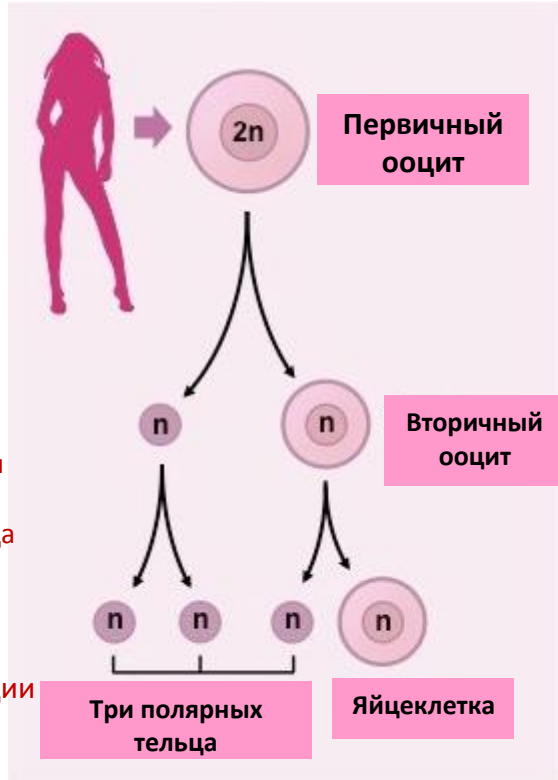 2n
Первичный
ооцит
n
n
Вторичный
ооцит
n
n
n
n
Три полярных
тельца
Яйцеклетка